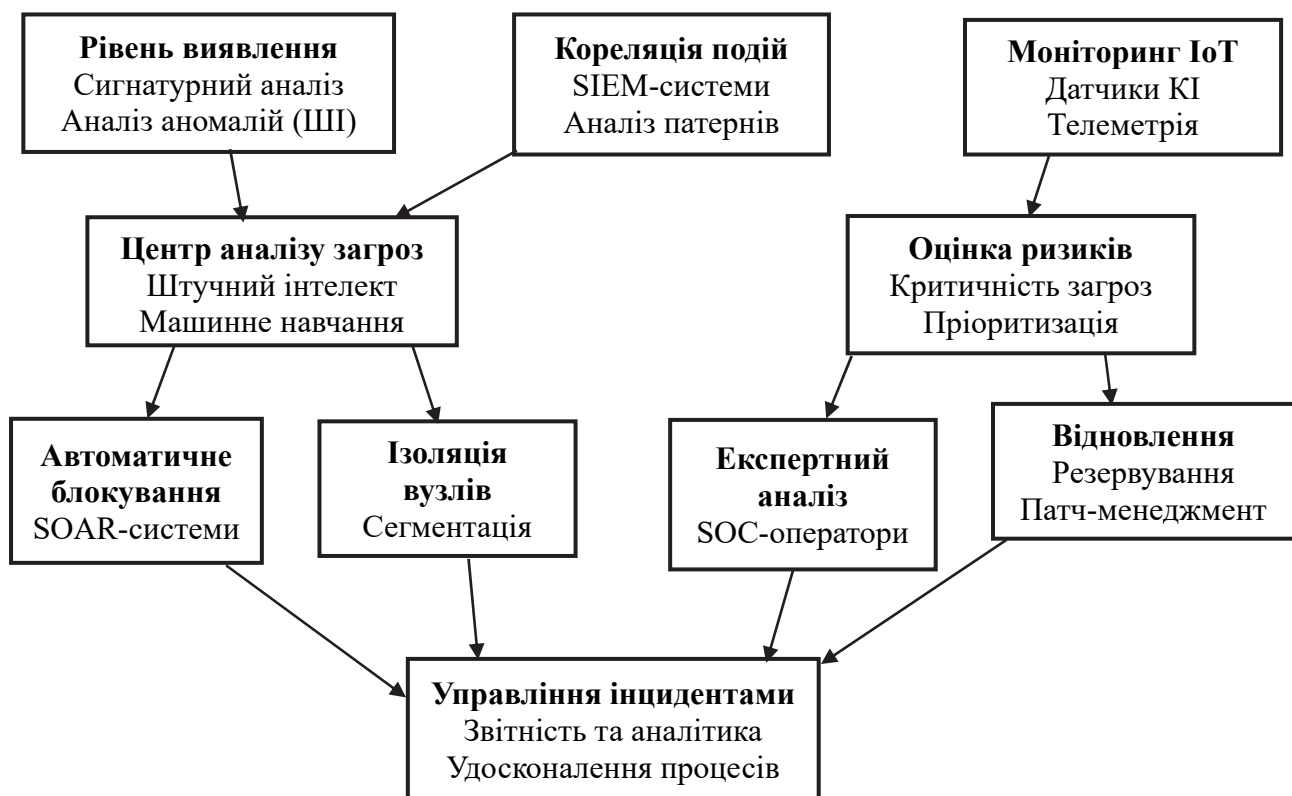 Рівень виявлення
Сигнатурний аналіз
Аналіз аномалій (ШІ)
Кореляція подій
SIEM-системи
Аналіз патернів
Моніторинг IoT
Датчики КІ
Телеметрія
Центр аналізу загроз
Штучний інтелект
Машинне навчання
Оцінка ризиків
Критичність загроз
Пріоритизація
Автоматичне
блокування
SOAR-системи
Ізоляція
вузлів
Сегментація
Експертний
аналіз
SOC-оператори
Відновлення
Резервування
Патч-менеджмент
Управління інцидентами
Звітність та аналітика
Удосконалення процесів